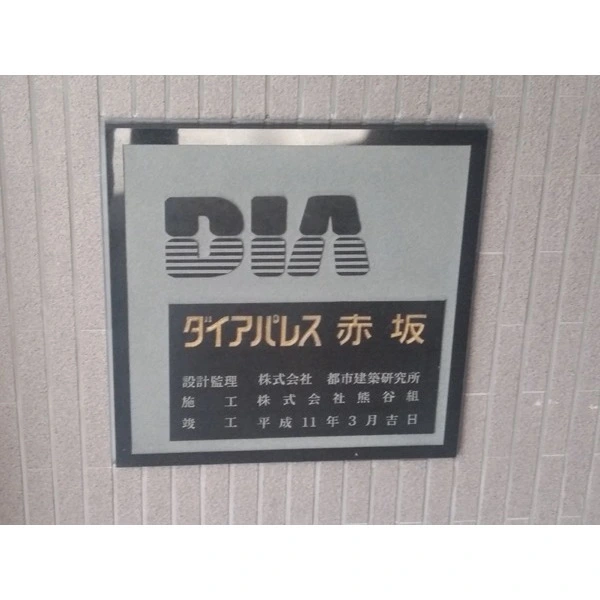 DIA
ダイアパレス 赤坂
設計監理 株式会社 都市建築研究所
施工 株式会社熊谷組
竣工 平成11年3月吉日